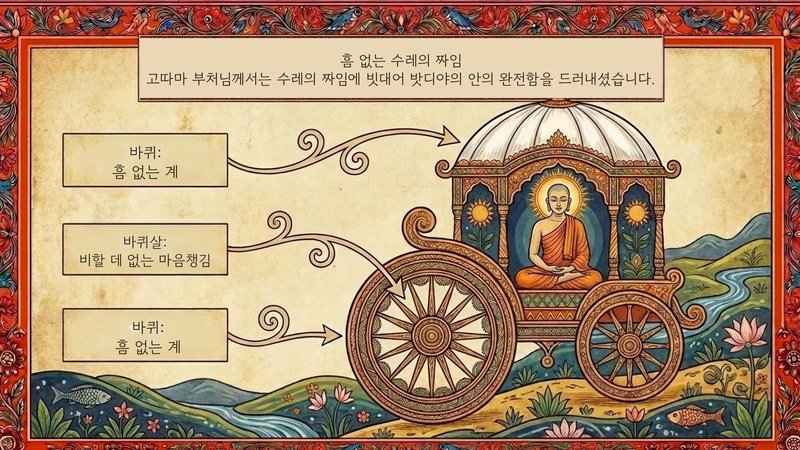 흠 없는 수레의 짜임
고따마 부처님께서는 수레의 짜임에 빗대어 밧디야의 안의 완전함을 드러내셨습니다.
바퀴:
흠 없는 계
바퀴살:
비할 데 없는 마음챙김
바퀴:
흠 없는 계